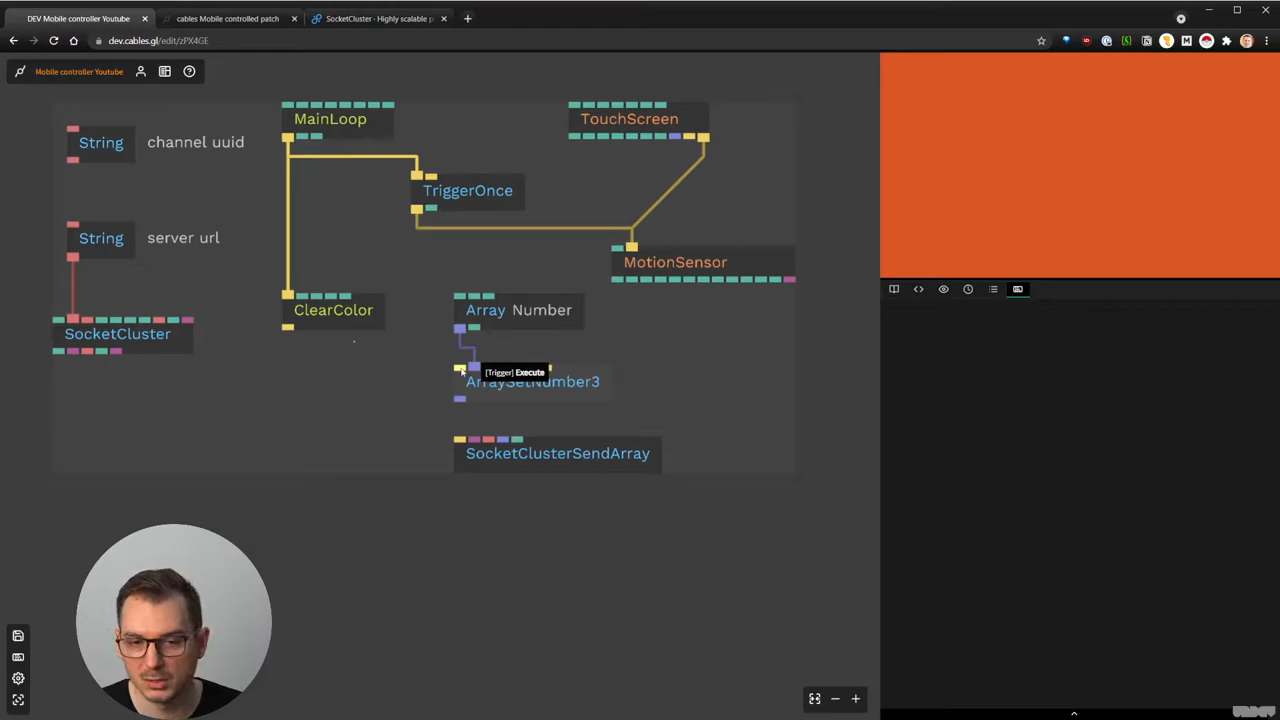 DEV Mobile controller Youtube
cables Mobile controlled patch
SocketCluster - Highly scalable p
dev.cables.gl/edit/zPX4GE
Mobile controller Youtube
MainLoop
TouchScreen
String
channel uuid
TriggerOnce
String
server url
MotionSensor
ClearColor
Array Number
SocketCluster
[Trigger] Execute
ArraySetNumber3
SocketClusterSendArray